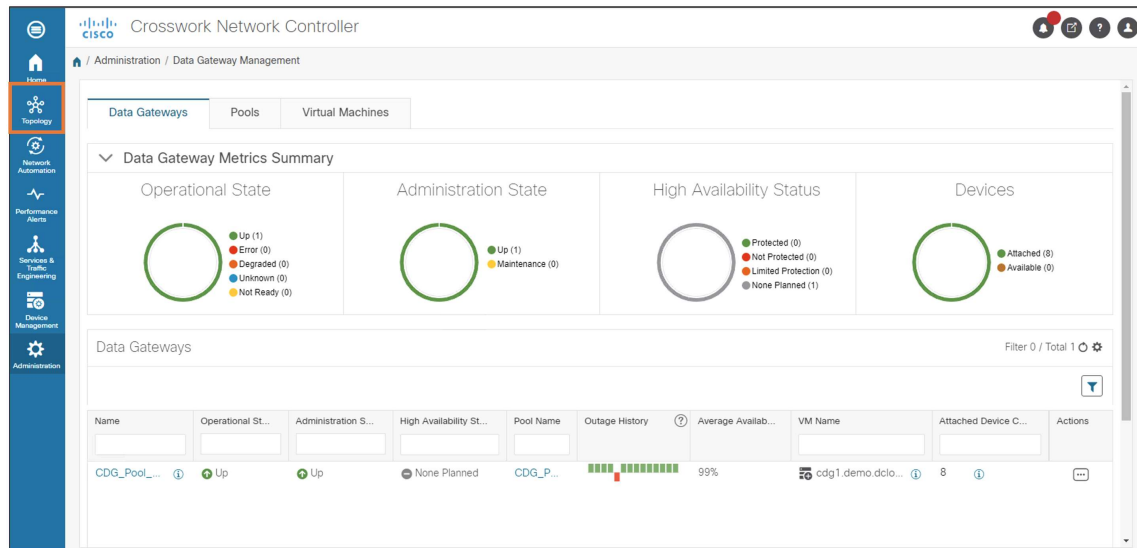 cisco Crosswork Network Controller
?
/ Administration / Data Gateway Management
Home
Topology
Network
Automation
Performance
Alerts
Services &
Traffic
Engineering
Device
Management
Administration
Data Gateways Pools Virtual Machines
Data Gateway Metrics Summary
Operational State
Up (1)
Error (0)
Degraded (0)
Unknown (0)
Not Ready (0)
Administration State
Up (1)
Maintenance (0)
High Availability Status
Protected (0)
Not Protected (0)
Limited Protection (0)
None Planned (1)
Devices
Attached (8)
Available (0)
Data Gateways Filter 0 / Total 1
Name Operational St... Administration S... High Availability St... Pool Name Outage History ? Average Availab... VM Name Attached Device C... Actions
CDG_Pool_... i Up Up None Planned CDG_P... 99% cdg1.demo.dclo... i 8 i ...